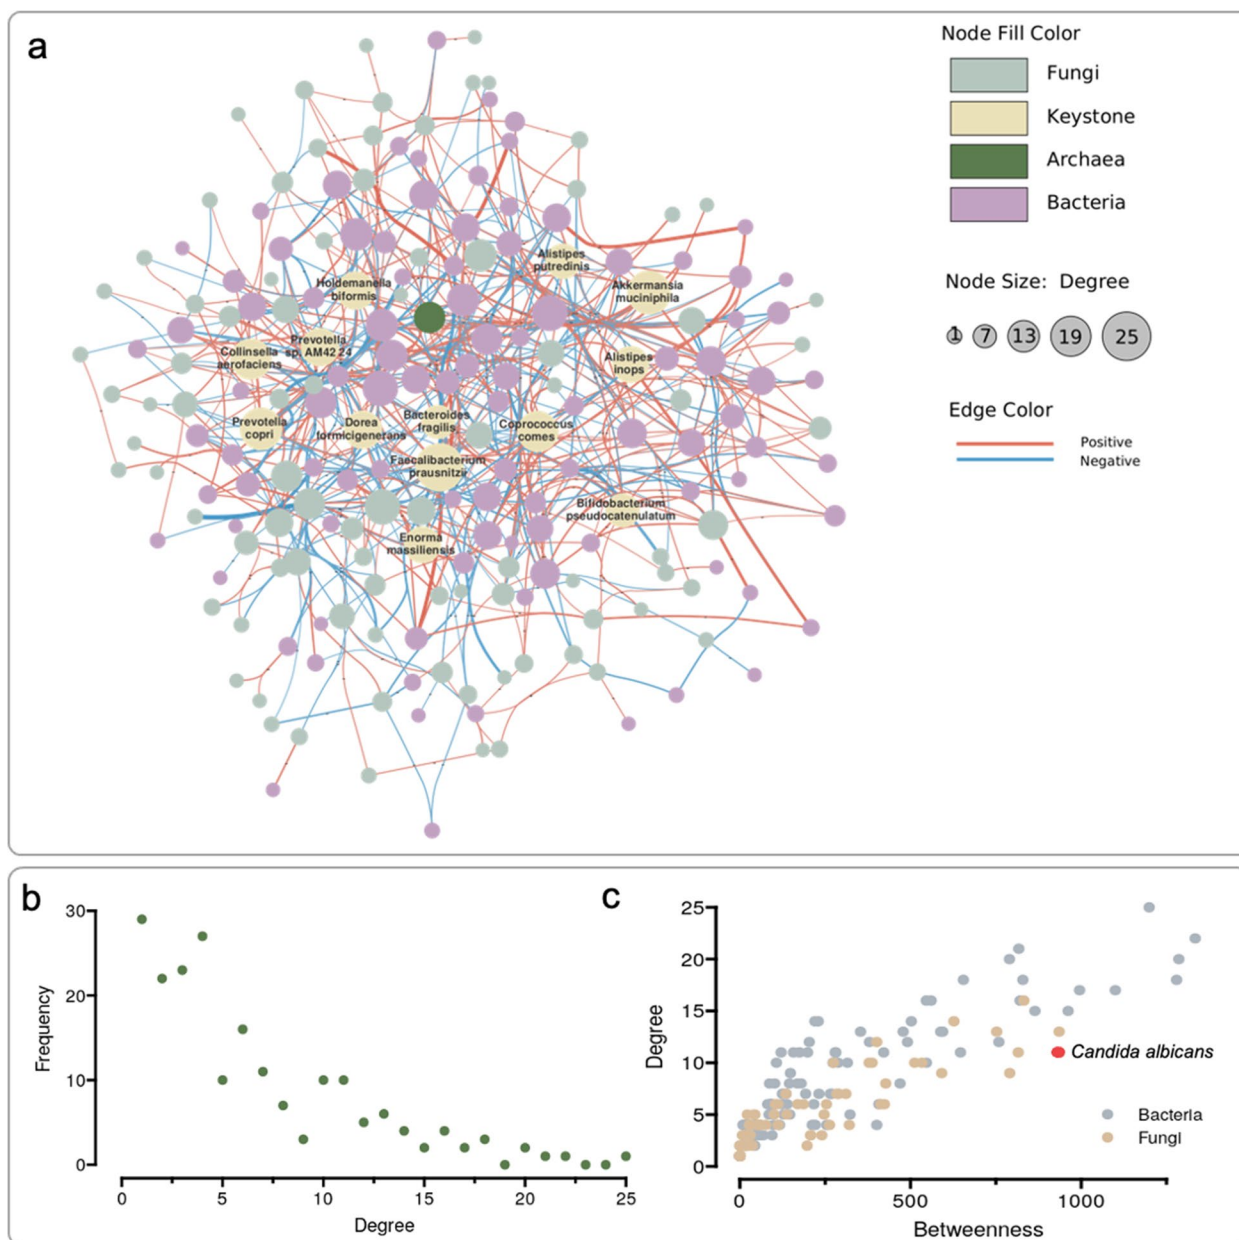 a
Node Fill Color
Fungi
Keystone
Archaea
Bacteria
Node Size: Degree
1 7 13 19 25
Edge Color
Positive
Negative
Alistipes
putredinis
Akkermansia
muciniphila
Holdemanella
biformis
Prevotella
sp. AM42 24
Collinsella
aerofaciens
Alistipes
inops
Prevotella
copri
Dorea
formicigenerans
Bacteroides
fragilis
Coprococcus
comes
Faecalibacterium
prausnitzii
Bifidobacterium
pseudocatenulatum
Enorma
massiliensis
b
30
20
10
0
Frequency
0 5 10 15 20 25
Degree
c
25
20
15
10
5
0
Degree
Candida albicans
Bacteria
Fungi
0 500 1000
Betweenness